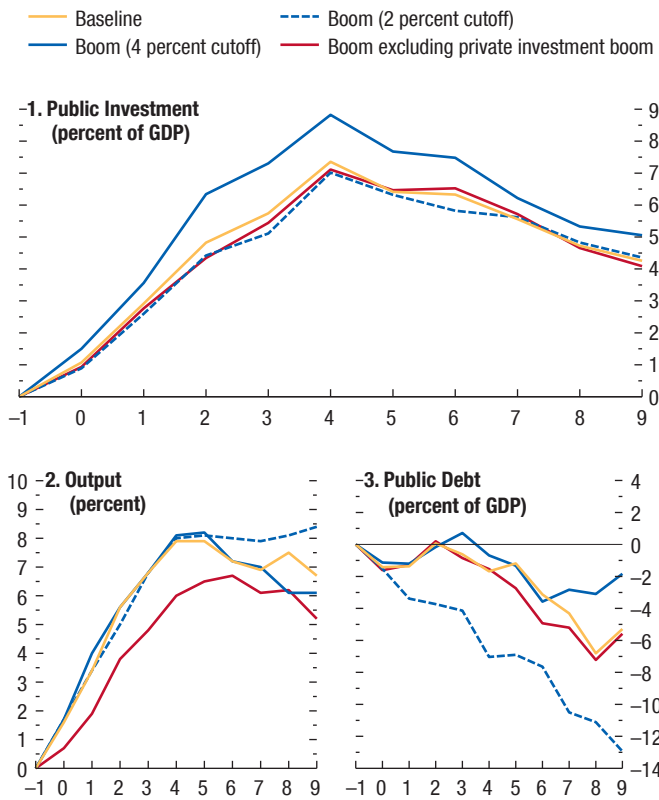 Baseline
Boom (2 percent cutoff)
Boom (4 percent cutoff)
Boom excluding private investment boom
1. Public Investment
(percent of GDP)
9
8
7
6
5
4
3
2
1
0
–1 0 1 2 3 4 5 6 7 8 9
2. Output
(percent)
10
9
8
7
6
5
4
3
2
1
0
–1 0 1 2 3 4 5 6 7 8 9
3. Public Debt
(percent of GDP)
4
2
0
–2
–4
–6
–8
–10
–12
–14
–1 0 1 2 3 4 5 6 7 8 9